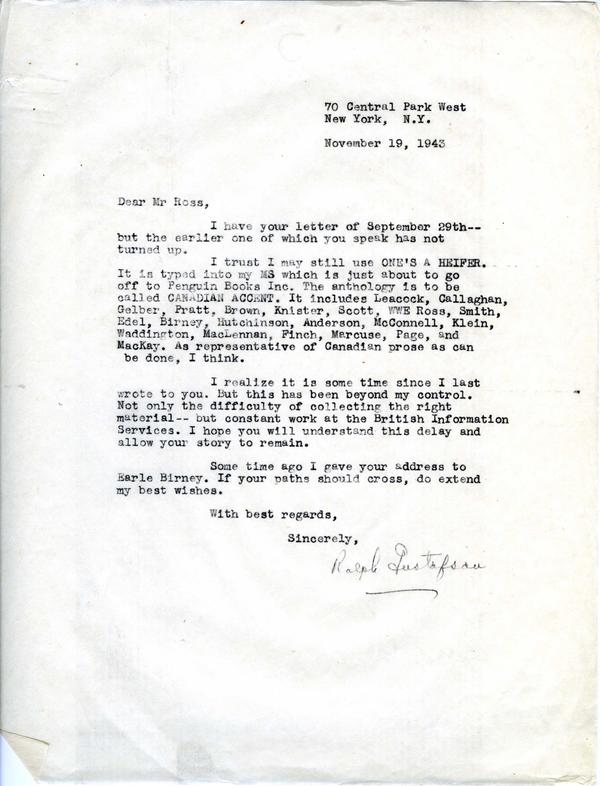 70 Central Park West
New York, N.Y.
November 19, 1943
Dear Mr Ross,
I have your letter of September 29th--
but the earlier one of which you speak has not
turned up.
I trust I may still use ONE'S A HEIFER.
It is typed into my MS which is just about to go
off to Penguin Books Inc. The anthology is to be
called CANADIAN ACCENT. It includes Leacock, Callaghan,
Gelber, Pratt, Brown, Knister, Scott, WWE Ross, Smith,
Edel, Birney, Hutchinson, Anderson, McConnell, Klein,
Waddington, MacLennan, Finch, Marcuse, Page, and
MacKay. As representative of Canadian prose as can
be done, I think.
I realize it is some time since I last
wrote to you. But this has been beyond my control.
Not only the difficulty of collecting the right
material-- but constant work at the British Information
Services. I hope you will understand this delay and
allow your story to remain.
Some time ago I gave your address to
Earle Birney. If your paths should cross, do extend
my best wishes.
With best regards,
Sincerely,
Ralph Gustafson